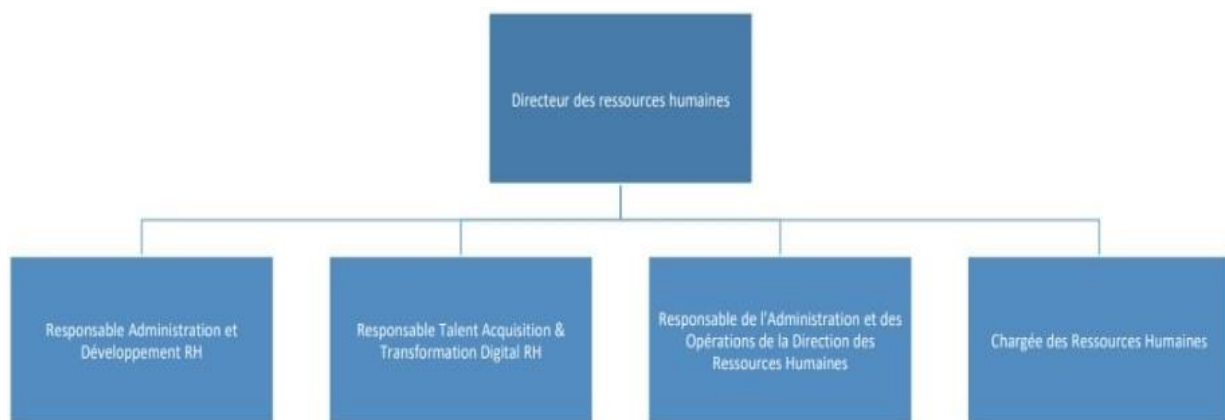 Directeur des ressources humaines
Responsable Administration et
Développement RH
Responsable Talent Acquisition &
Transformation Digital RH
Responsable de l'Administration et des
Opérations de la Direction des
Ressources Humaines
Chargée des Ressources Humaines